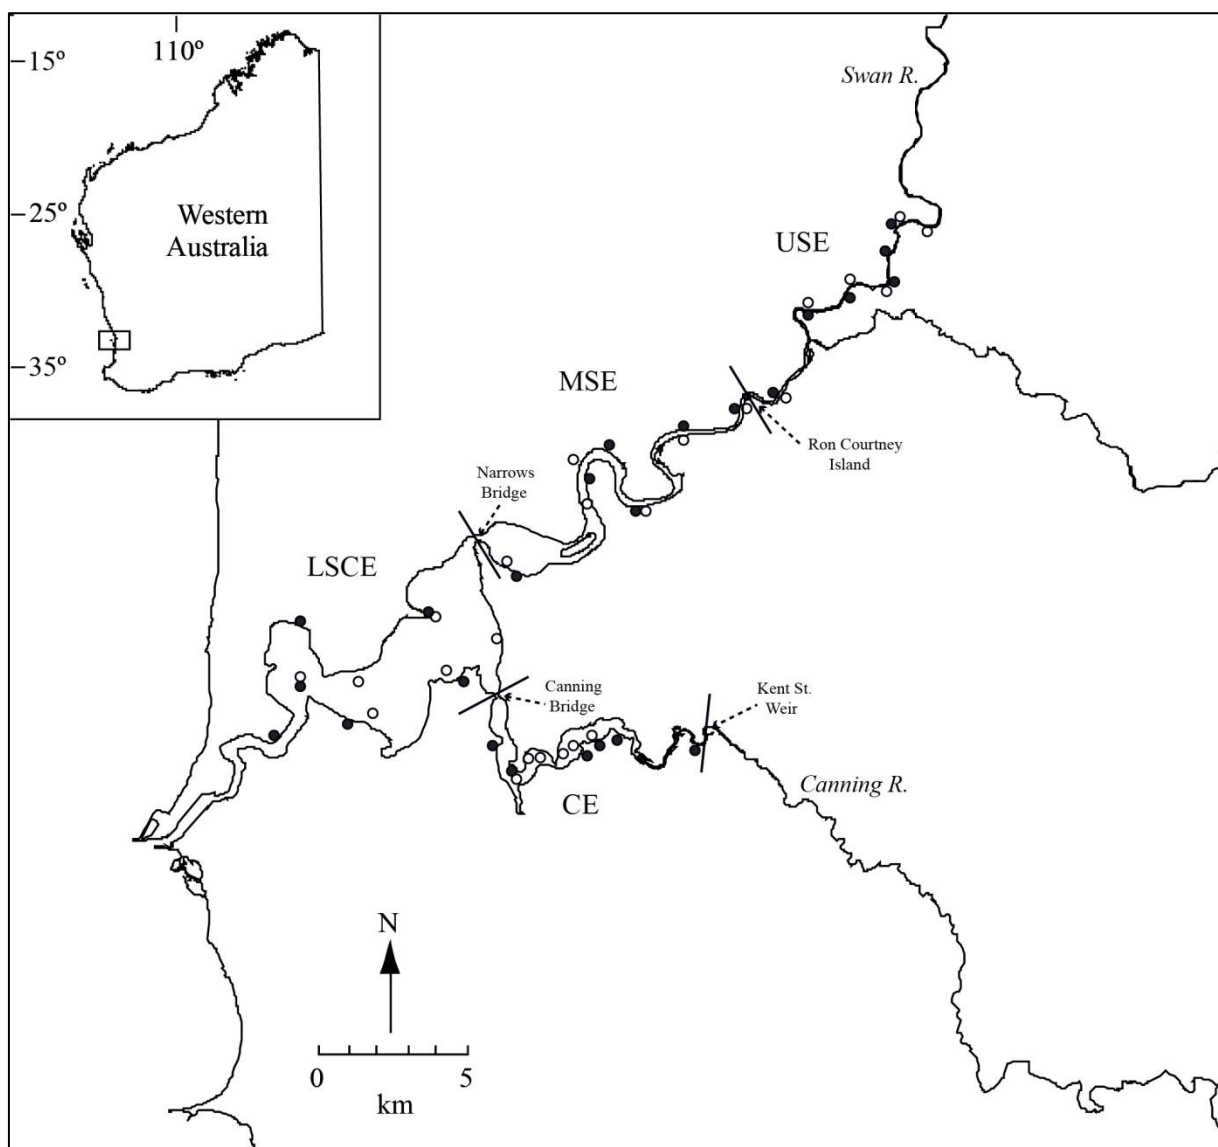 110º
−15º
Swan R.
−25º
Western
Australia
USE
−35º
MSE
Ron Courtney
Island
Narrows
Bridge
LSCE
Canning
Bridge
Kent St.
Weir
CE
Canning R.
N
0
5
km